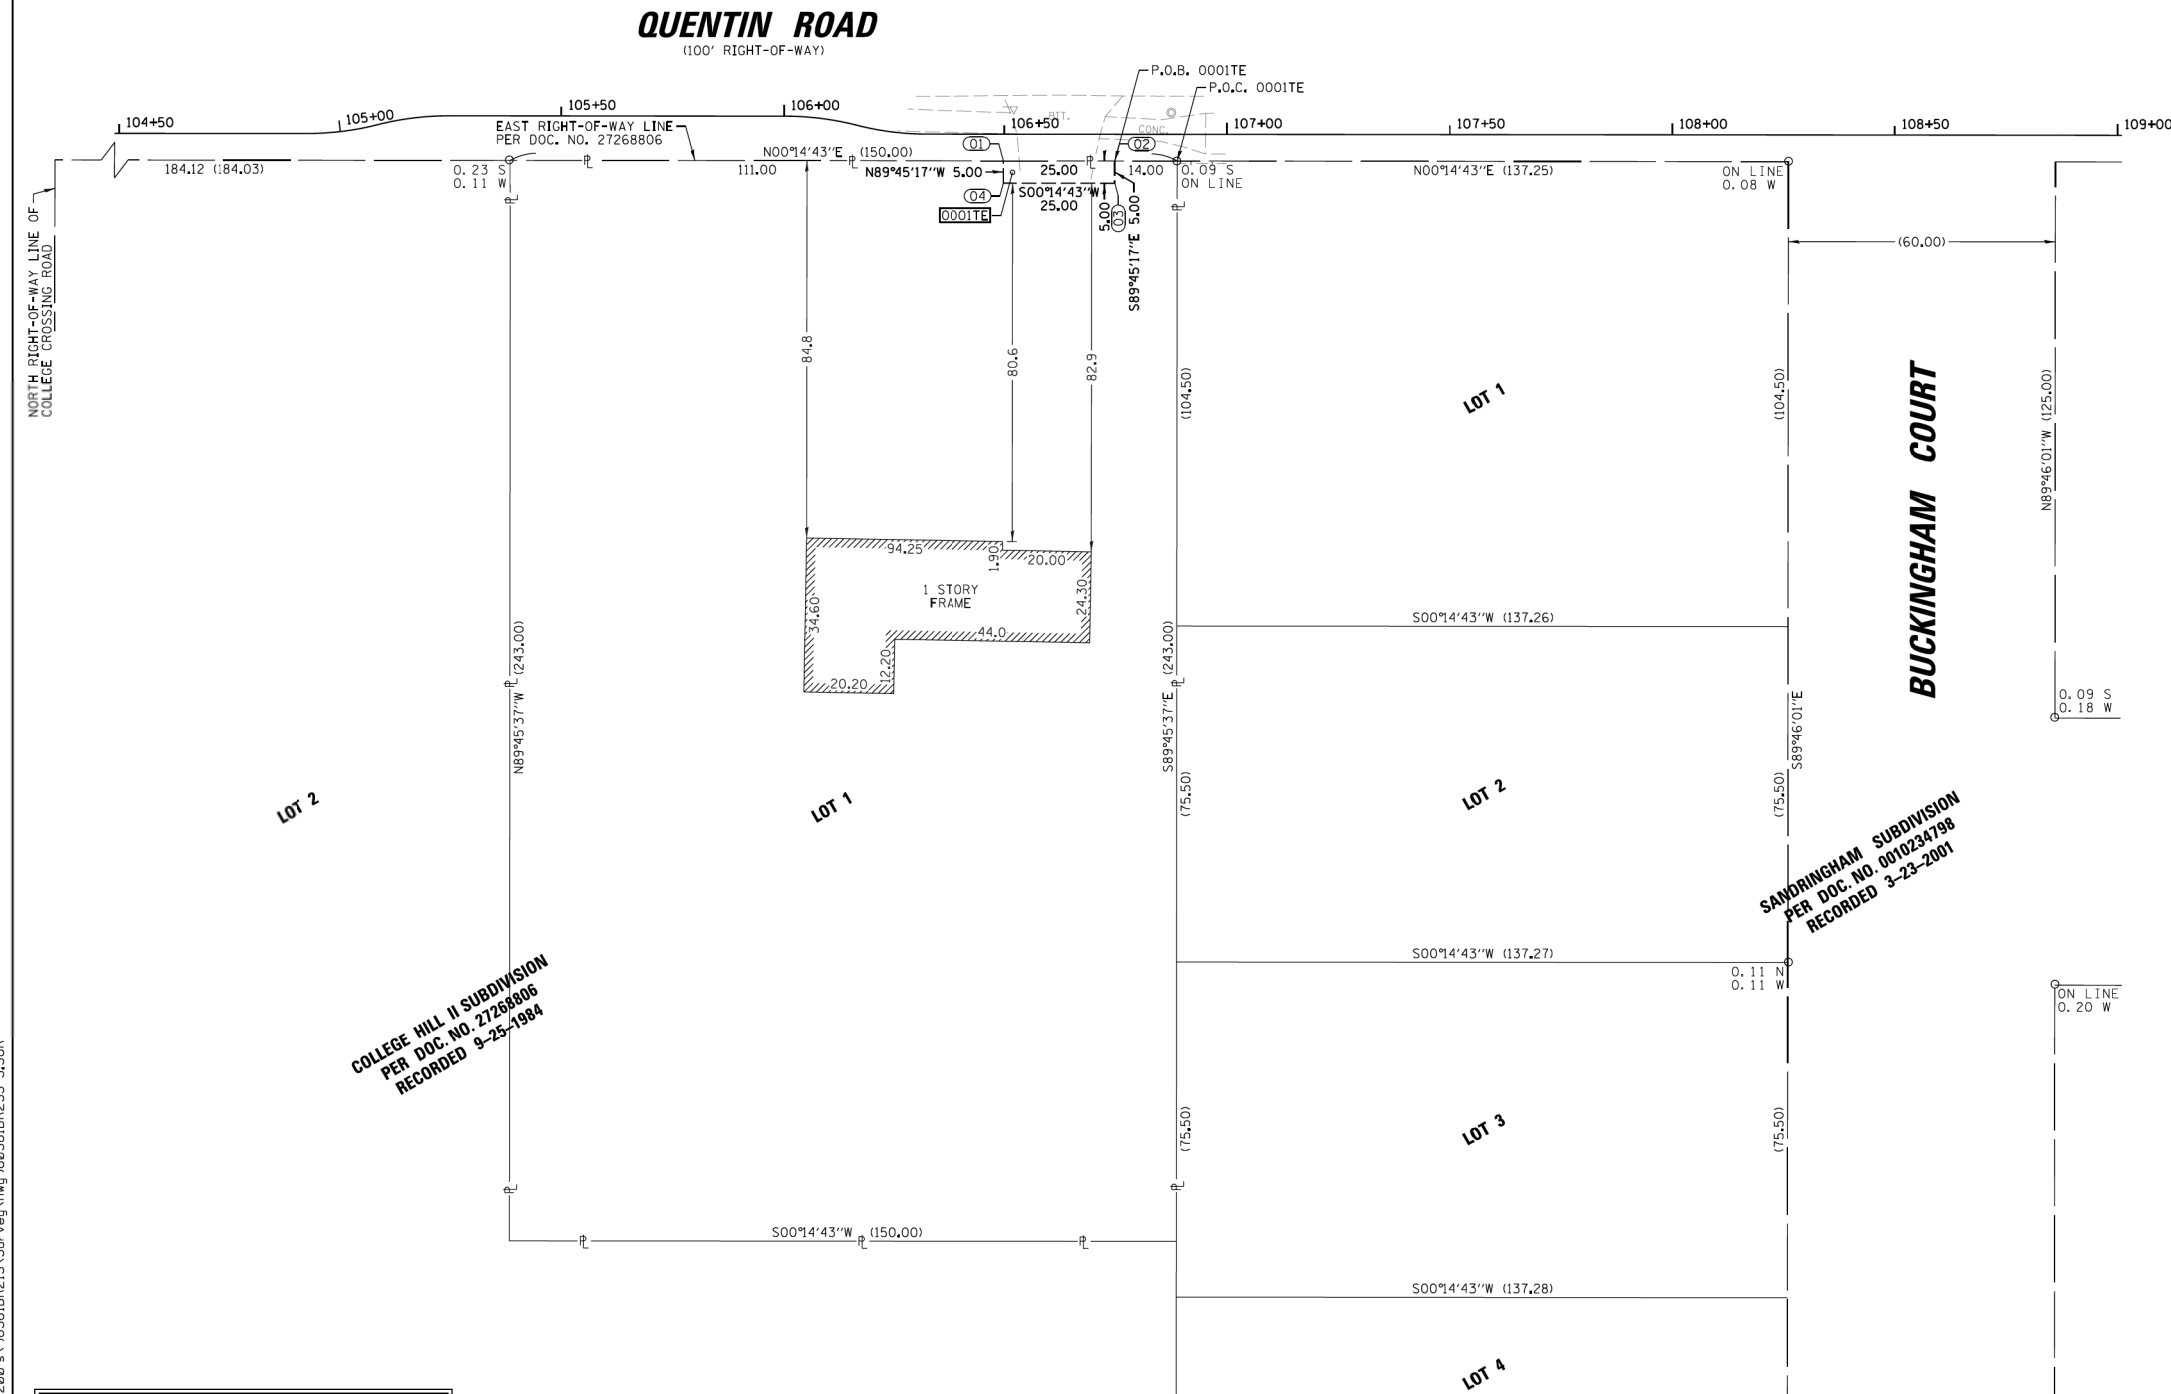 QUENTIN ROAD
(100' RIGHT-OF-WAY)
P.O.B. 0001TE
P.O.C. 0001TE
104+50
105+00
105+50
106+00
106+50
107+00
107+50
108+00
108+50
109+00
BIT.
CONC.
EAST RIGHT-OF-WAY LINE
PER DOC. NO. 27268806
184.12 (184.03)
0.23 S
0.11 W
N00°14'43"E (150.00)
111.00
01
02
N89°45'17"W 5.00
25.00
14.00
0.09 S
ON LINE
04
S00°14'43"W
25.00
0001TE
5.00
03
S89°45'17"E 5.00
N00°14'43"E (137.25)
ON LINE
0.08 W
(60.00)
NORTH RIGHT-OF-WAY LINE OF
COLLEGE CROSSING ROAD
84.8
80.6
82.9
(104.50)
LOT 1
(104.50)
BUCKINGHAM COURT
N89°46'01"W (125.00)
94.25
1.90
20.00
1 STORY
FRAME
34.60
24.30
44.0
12.20
20.20
N89°45'37"W (243.00)
S89°45'37"E (243.00)
S00°14'43"W (137.26)
S89°46'01"E
0.09 S
0.18 W
LOT 2
LOT 1
(75.50)
LOT 2
(75.50)
SANDRINGHAM SUBDIVISION
PER DOC. NO. 0010234798
RECORDED 3-23-2001
S00°14'43"W (137.27)
0.11 N
0.11 W
ON LINE
0.20 W
COLLEGE HILL II SUBDIVISION
PER DOC. NO. 27268806
RECORDED 9-25-1984
(75.50)
LOT 3
(75.50)
S00°14'43"W (150.00)
S00°14'43"W (137.28)
LOT 4